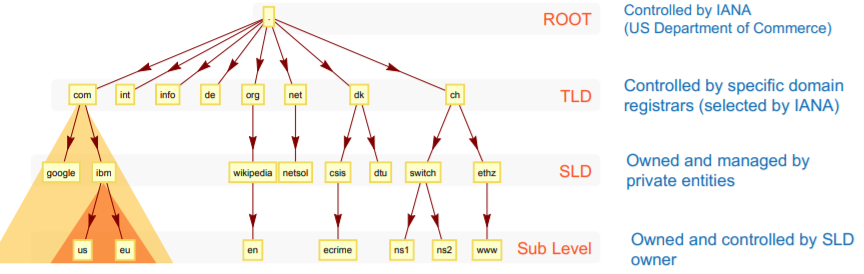 .
ROOT
Controlled by IANA
(US Department of Commerce)
com int info de org net dk ch
TLD
Controlled by specific domain
registrars (selected by IANA)
google ibm wikipedia netsol csis dtu switch ethz
SLD
Owned and managed by
private entities
us eu en ecrime ns1 ns2 www
Sub Level
Owned and controlled by SLD
owner